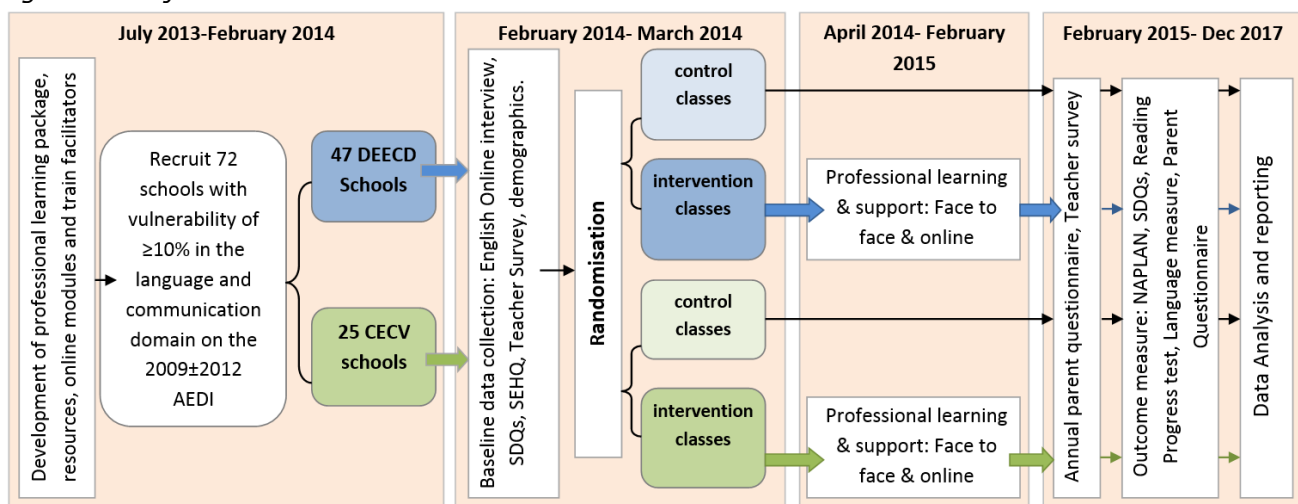 July 2013-February 2014
Development of professional learning package,
resources, online modules and train facilitators
Recruit 72
schools with
vulnerability of
≥10% in the
language and
communication
domain on the
2009±2012
AEDI
47 DEECD
Schools
25 CECV
schools
February 2014- March 2014
Baseline data collection: English Online interview,
SDQs, SEHQ, Teacher Survey, demographics.
Randomisation
control
classes
intervention
classes
control
classes
intervention
classes
April 2014- February
2015
Professional learning
& support: Face to
face & online
Professional learning
& support: Face to
face & online
February 2015- Dec 2017
Annual parent questionnaire, Teacher survey
Outcome measure: NAPLAN, SDQs, Reading
Progress test, Language measure, Parent
Questionnaire
Data Analysis and reporting